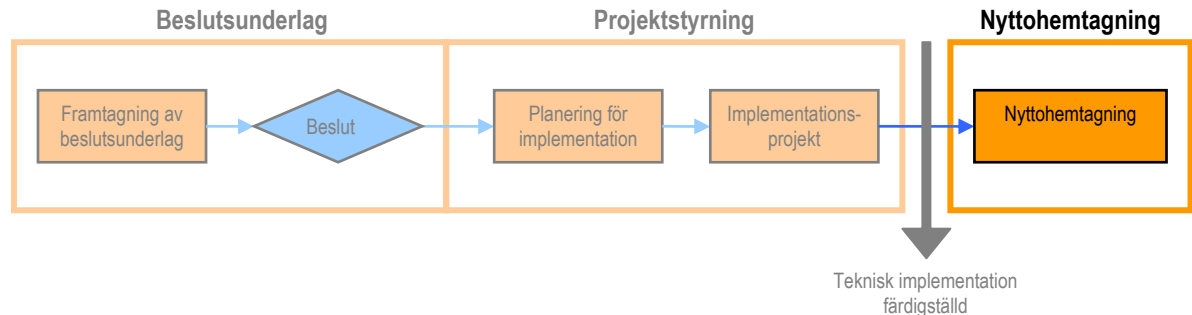 Beslutsunderlag
Projektstyrning
Nyttohemtagning
Framtagning av
beslutsunderlag
Beslut
Planering för
implementation
Implementations-
projekt
Nyttohemtagning
Teknisk implementation
färdigställd